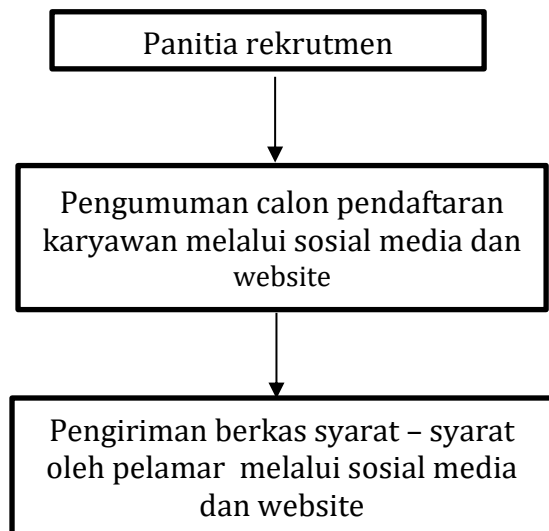 Panitia rekrutmen
Pengumuman calon pendaftaran
karyawan melalui sosial media dan
website
Pengiriman berkas syarat – syarat
oleh pelamar  melalui sosial media
dan website